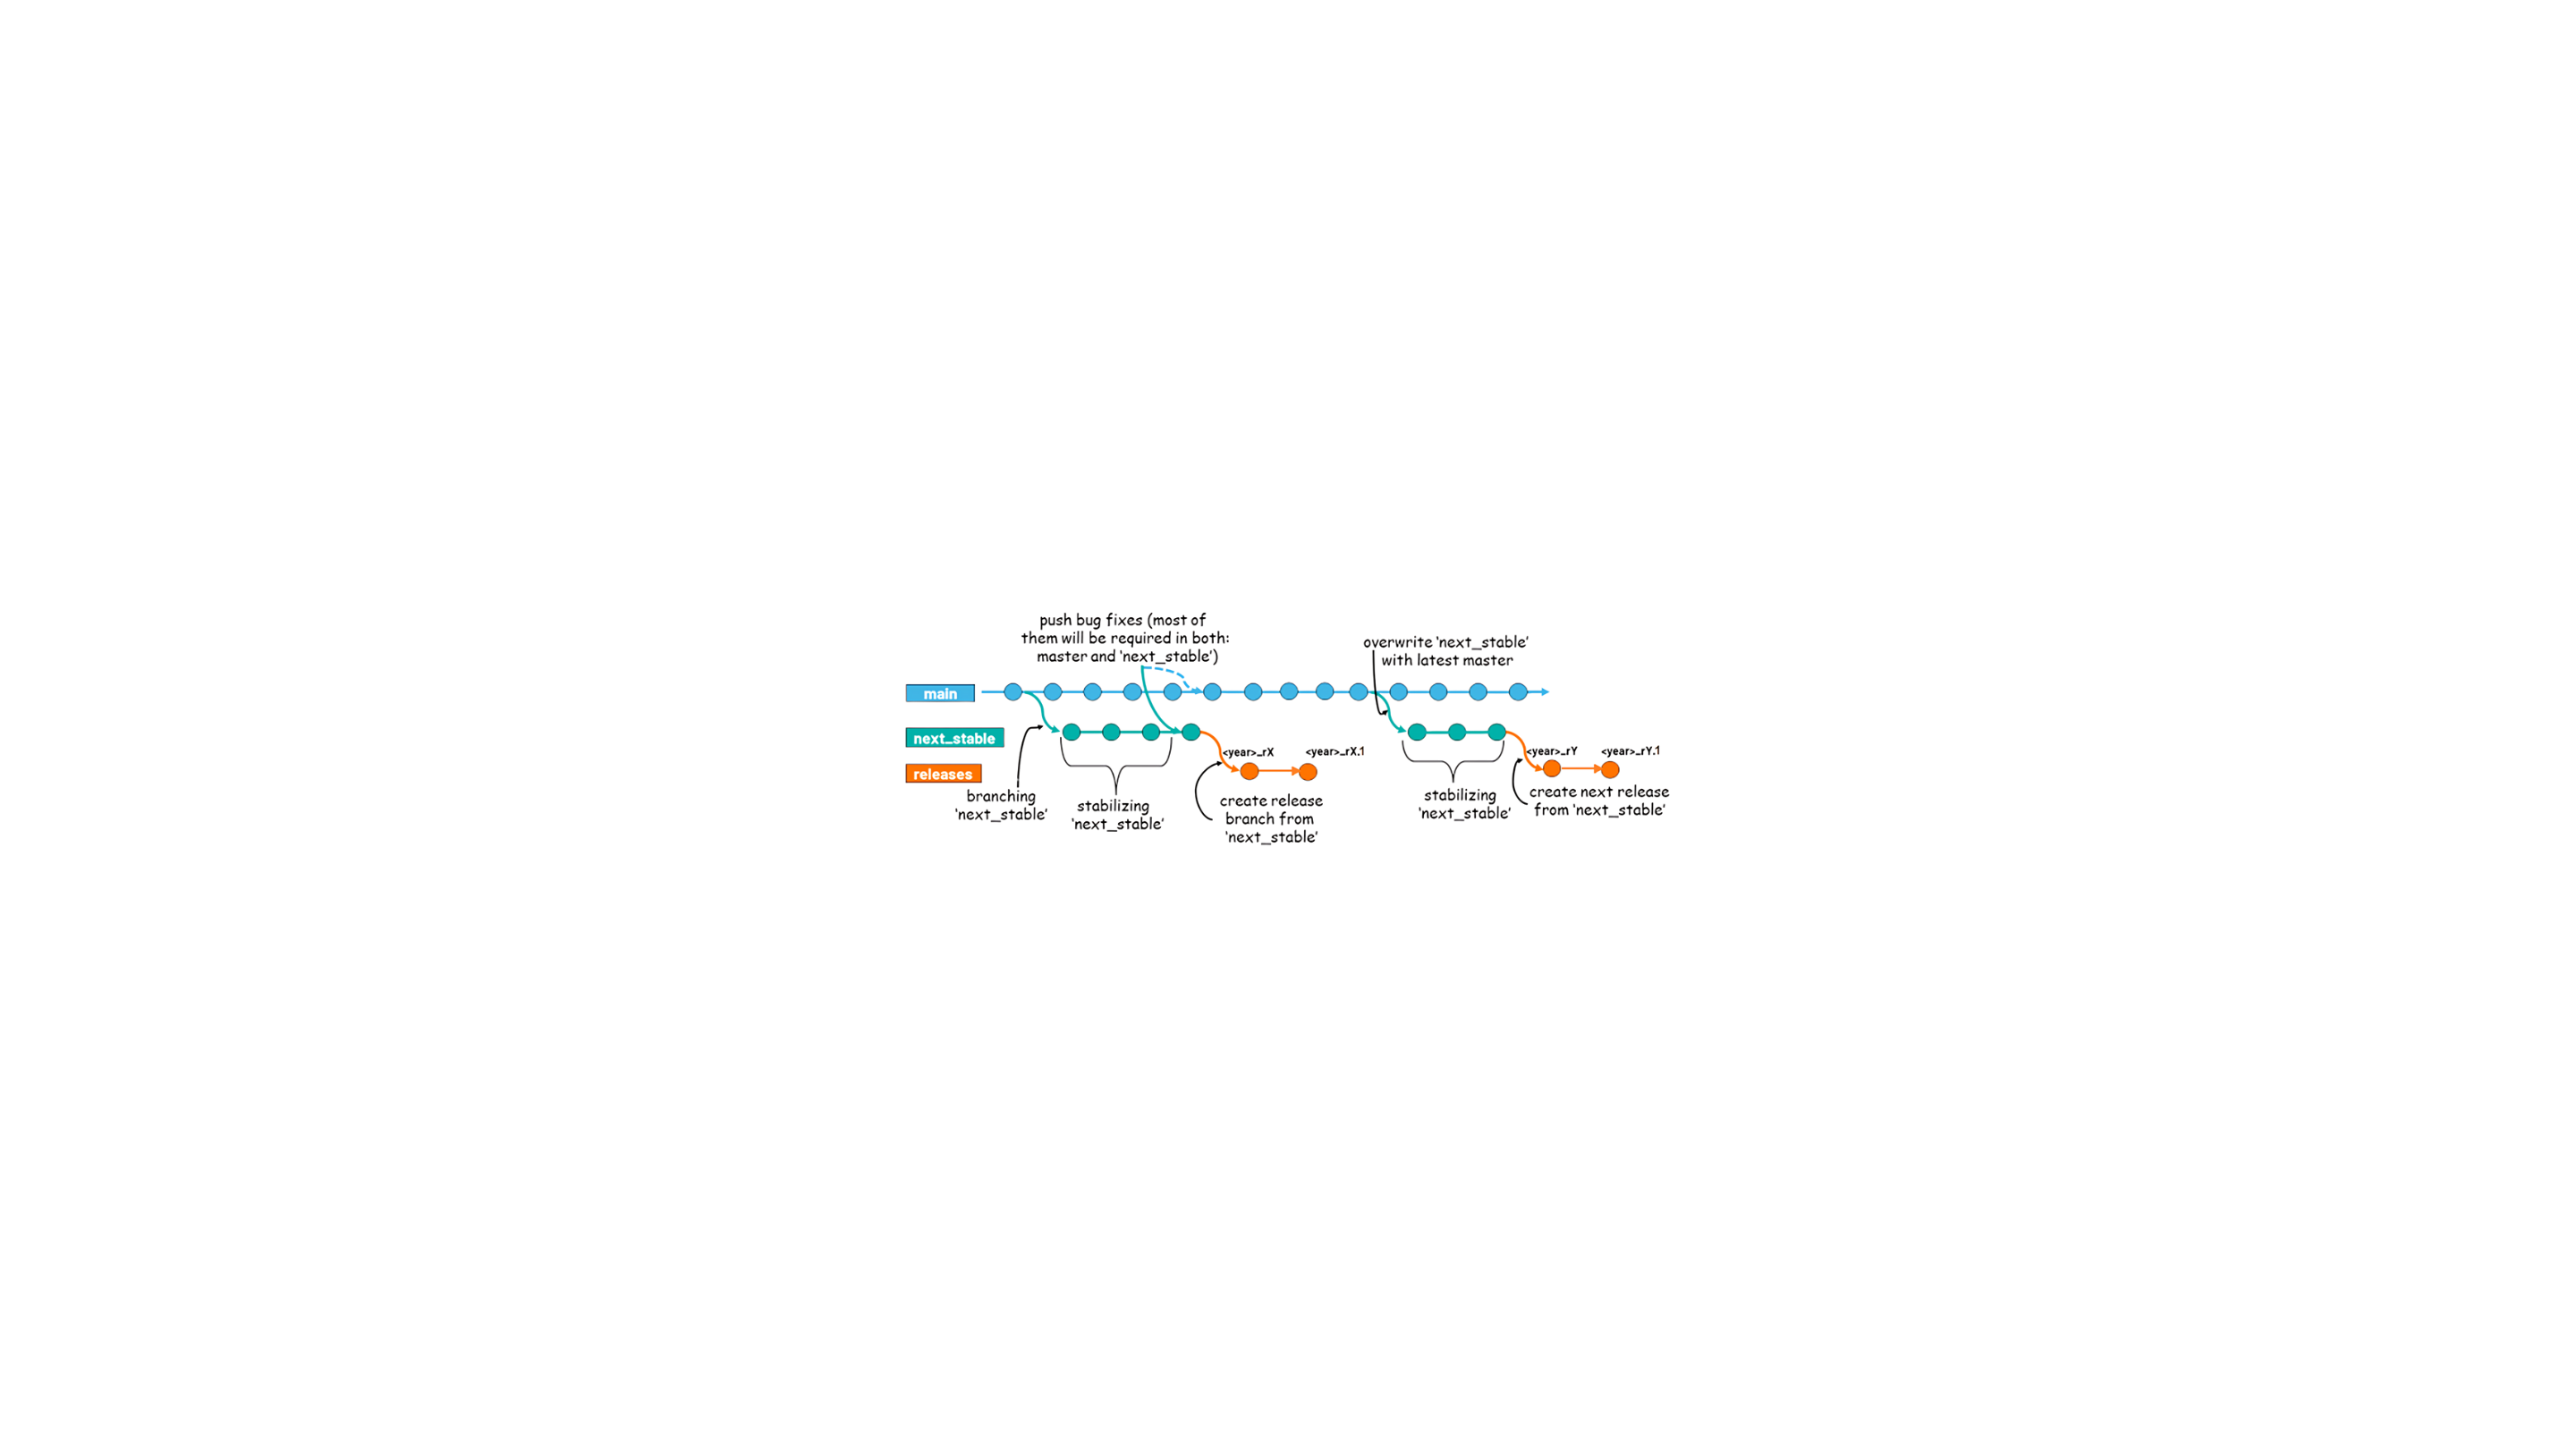 push bug fixes (most of
them will be required in both:
master and 'next_stable')
overwrite 'next_stable'
with latest master
main
next_stable
releases
<year>_rX
<year>_rX.1
<year>_rY
<year>_rY.1
branching
'next_stable'
stabilizing
'next_stable'
create release
branch from
'next_stable'
stabilizing
'next_stable'
create next release
from 'next_stable'